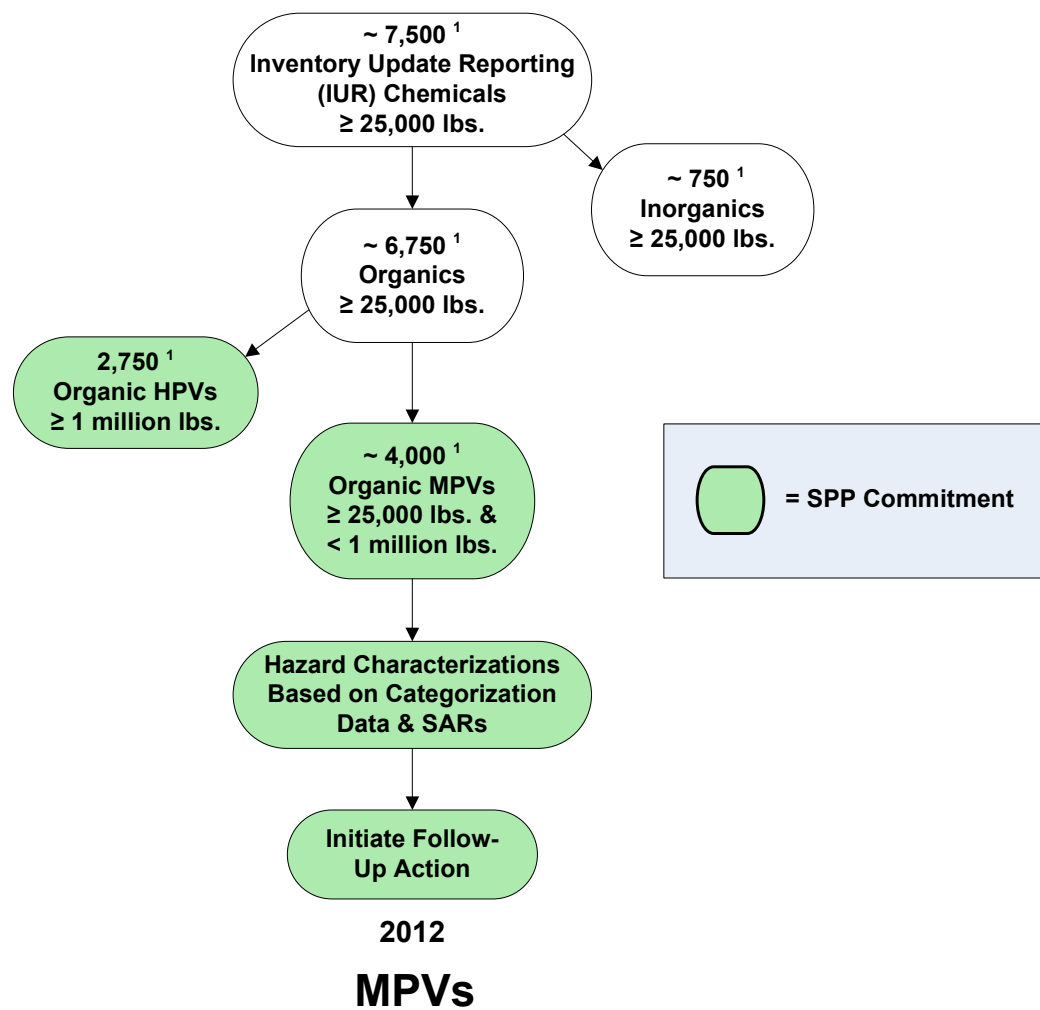 ~ 7,500 ¹
Inventory Update Reporting
(IUR) Chemicals
≥ 25,000 lbs.
~ 750 ¹
Inorganics
≥ 25,000 lbs.
~ 6,750 ¹
Organics
≥ 25,000 lbs.
2,750 ¹
Organic HPVs
≥ 1 million lbs.
~ 4,000 ¹
Organic MPVs
≥ 25,000 lbs. &
< 1 million lbs.
= SPP Commitment
Hazard Characterizations
Based on Categorization
Data & SARs
Initiate Follow-
Up Action
2012
MPVs